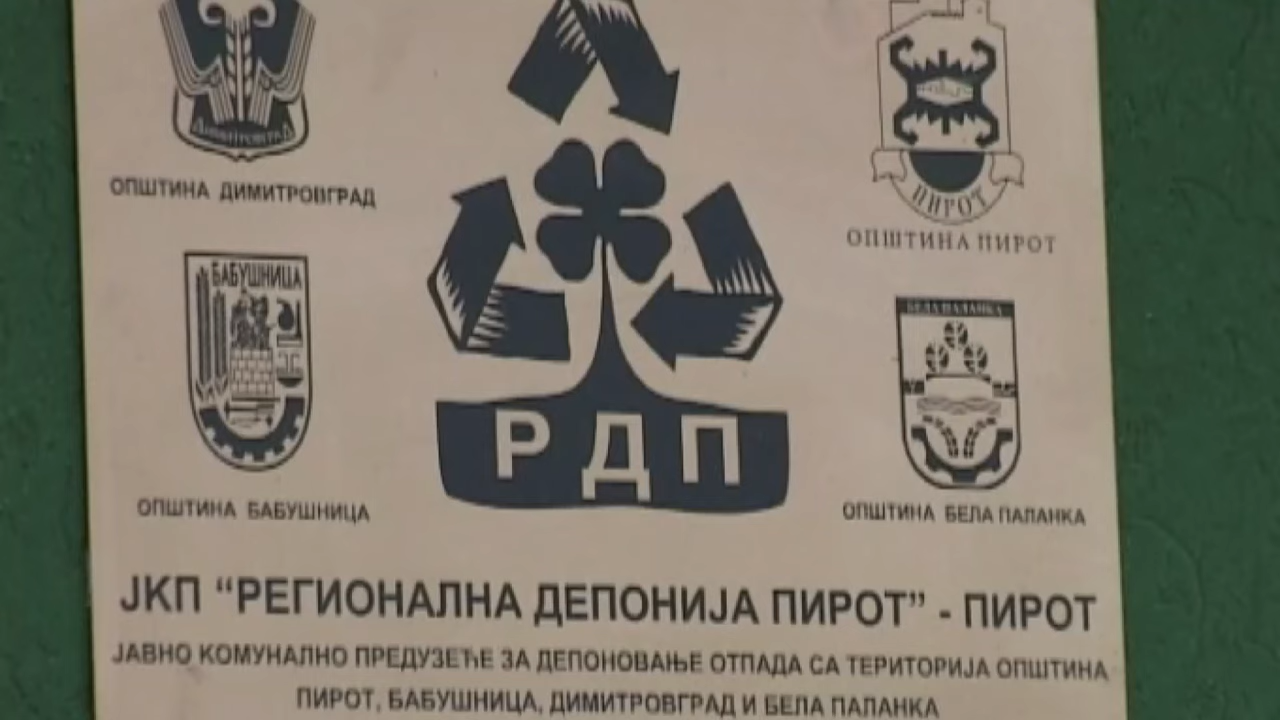 ДИМИТРОВГРАД
ОПШТИНА ДИМИТРОВГРАД
ПИРОТ
ОПШТИНА ПИРОТ
БАБУШНИЦА
ОПШТИНА БАБУШНИЦА
БЕЛА ПАЛАНКА
ОПШТИНА БЕЛА ПАЛАНКА
РДП
ЈКП “РЕГИОНАЛНА ДЕПОНИЈА ПИРОТ” - ПИРОТ
ЈАВНО КОМУНАЛНО ПРЕДУЗЕЋЕ ЗА ДЕПОНОВАЊЕ ОТПАДА СА ТЕРИТОРИЈА ОПШТИНА
ПИРОТ, БАБУШНИЦА, ДИМИТРОВГРАД И БЕЛА ПАЛАНКА